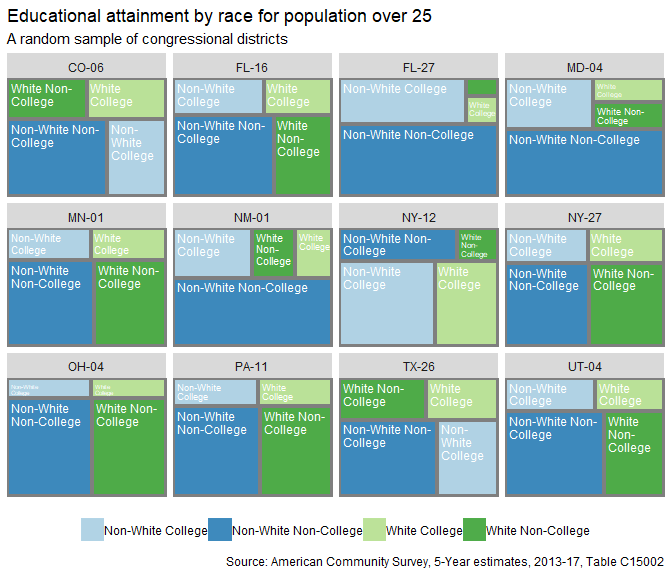 Educational attainment by race for population over 25
A random sample of congressional districts
CO-06
FL-16
FL-27
MD-04
White Non-
College
White
College
Non-White Non-
College
Non-
White
College
Non-White
College
White
College
Non-White Non-
College
White
Non-
College
Non-White College
White
College
Non-White Non-College
Non-White
College
White
College
White Non-
College
Non-White Non-College
MN-01
NM-01
NY-12
NY-27
Non-White
College
White
College
Non-White
Non-College
White Non-
College
Non-White
College
White
Non-
College
White
College
Non-White Non-College
Non-White Non-
College
White
Non-
College
Non-White
College
White
College
Non-White
College
White
College
Non-White
Non-College
White Non-
College
OH-04
PA-11
TX-26
UT-04
Non-White
College
White
College
Non-White
Non-College
White Non-
College
Non-White
College
White
College
Non-White
Non-College
White Non-
College
White Non-
College
White
College
Non-White Non-
College
Non-
White
College
Non-White
College
White
College
Non-White Non-
College
White
Non-
College
Non-White College
Non-White Non-College
White College
White Non-College
Source: American Community Survey, 5-Year estimates, 2013-17, Table C15002